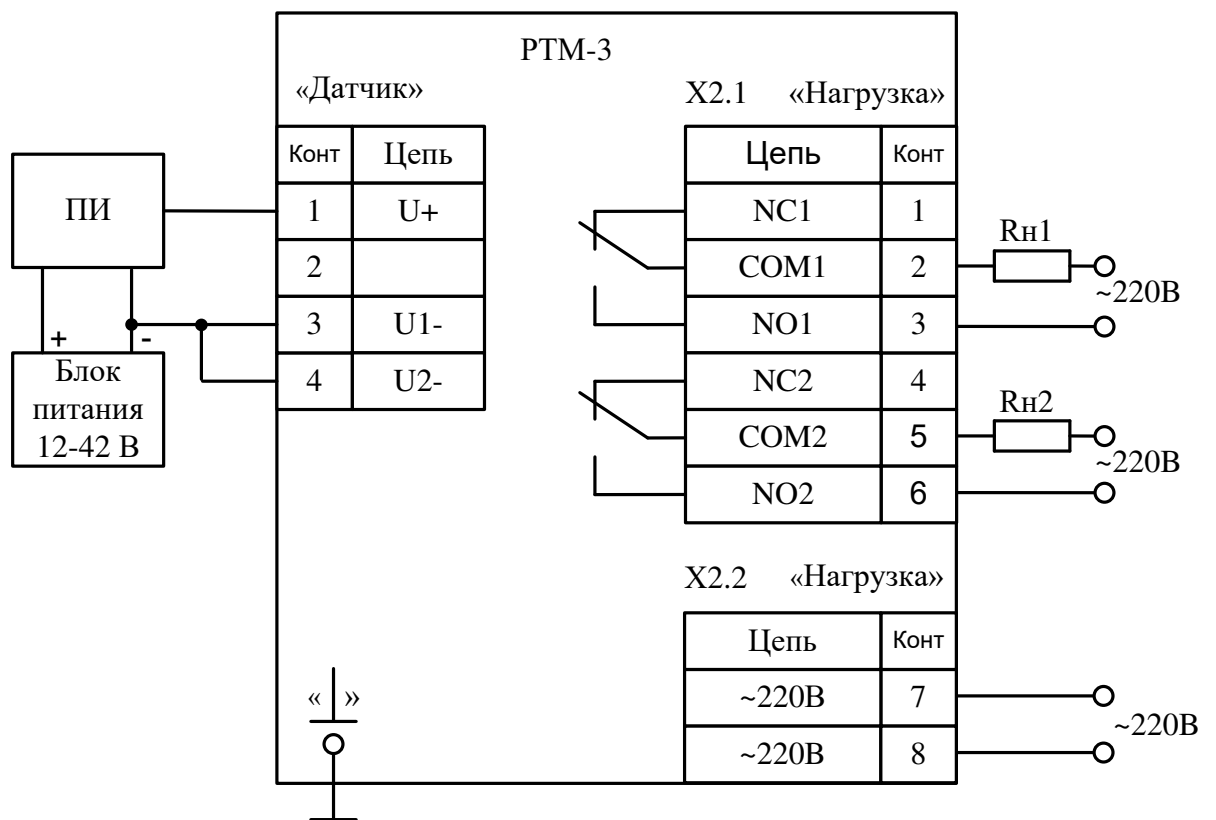 РТМ-3
«Датчик»
Конт Цепь
1 U+
2
3 U1-
4 U2-
ПИ
+ -
Блок
питания
12-42 В
X2.1 «Нагрузка»
Цепь Конт
NC1 1
COM1 2
NO1 3
NC2 4
COM2 5
NO2 6
Rн1
~220В
Rн2
~220В
X2.2 «Нагрузка»
Цепь Конт
~220В 7
~220В 8
~220В
« »